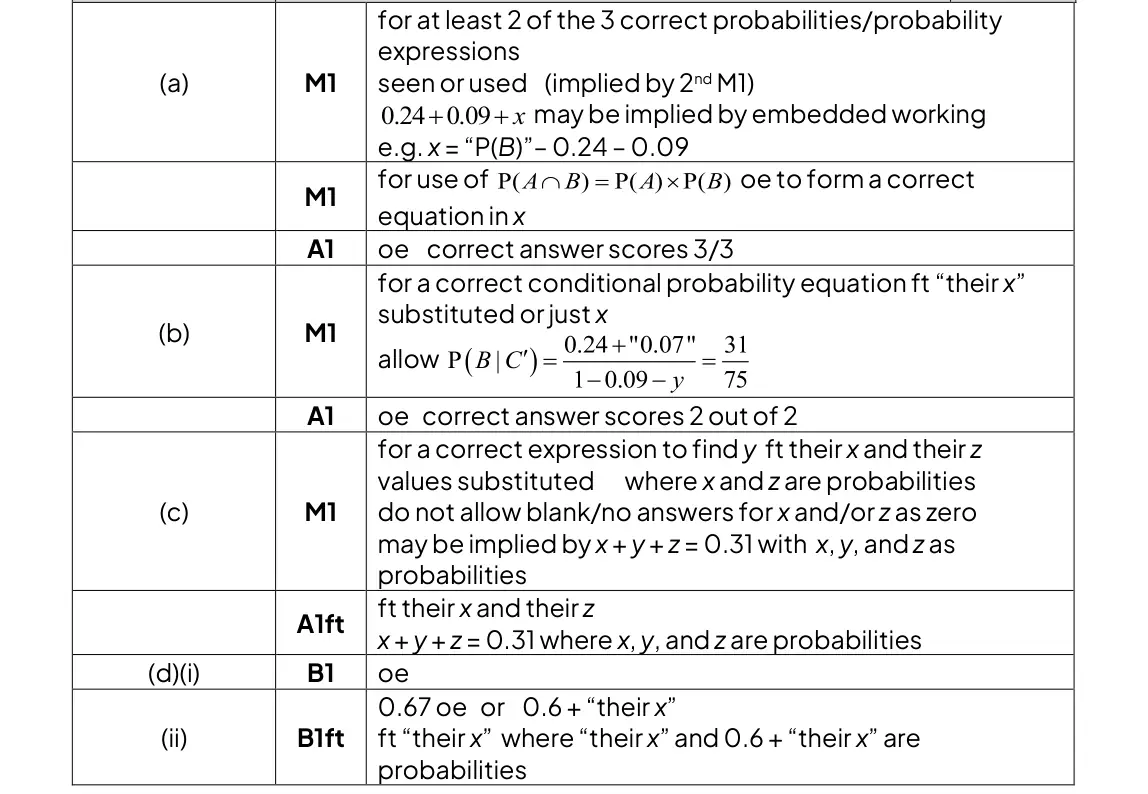 (a) M1 for at least 2 of the 3 correct probabilities/probability
expressions
seen or used (implied by 2nd M1)
0.24+0.09+x may be implied by embedded working
e.g. x = “P(B)”– 0.24 – 0.09
M1 for use of P(A∩B) = P(A)×P(B) oe to form a correct
equation in x
A1 oe correct answer scores 3/3
(b) M1 for a correct conditional probability equation ft “their x”
substituted or just x
allow P(B | C′) = (0.24+"0.07")/(1−0.09−y) = 31/75
A1 oe correct answer scores 2 out of 2
(c) M1 for a correct expression to find y ft their x and their z
values substituted where x and z are probabilities
do not allow blank/no answers for x and/or z as zero
may be implied by x + y + z = 0.31 with x, y, and z as
probabilities
A1ft ft their x and their z
x + y + z = 0.31 where x, y, and z are probabilities
(d)(i) B1 oe
(ii) B1ft 0.67 oe or 0.6 + “their x”
ft “their x” where “their x” and 0.6 + “their x” are
probabilities